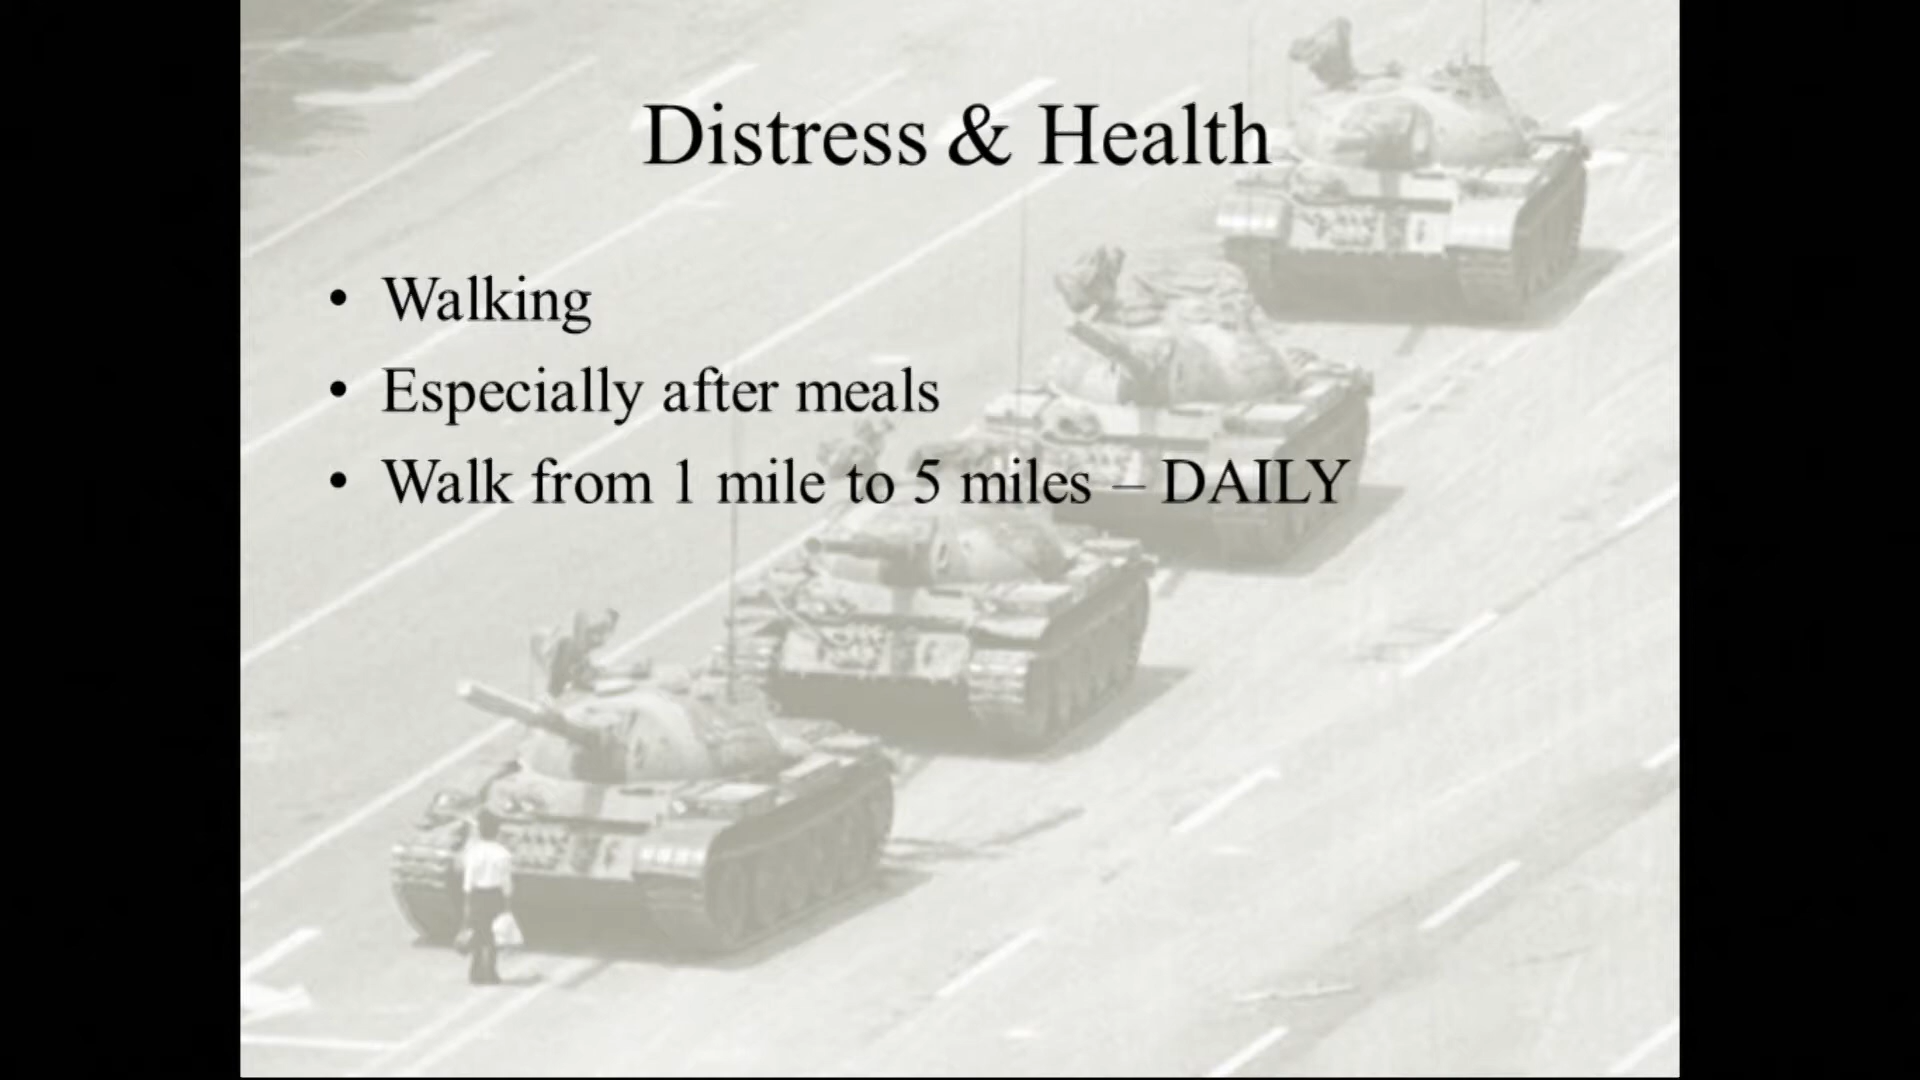 Distress & Health
• Walking
• Especially after meals
• Walk from 1 mile to 5 miles – DAILY